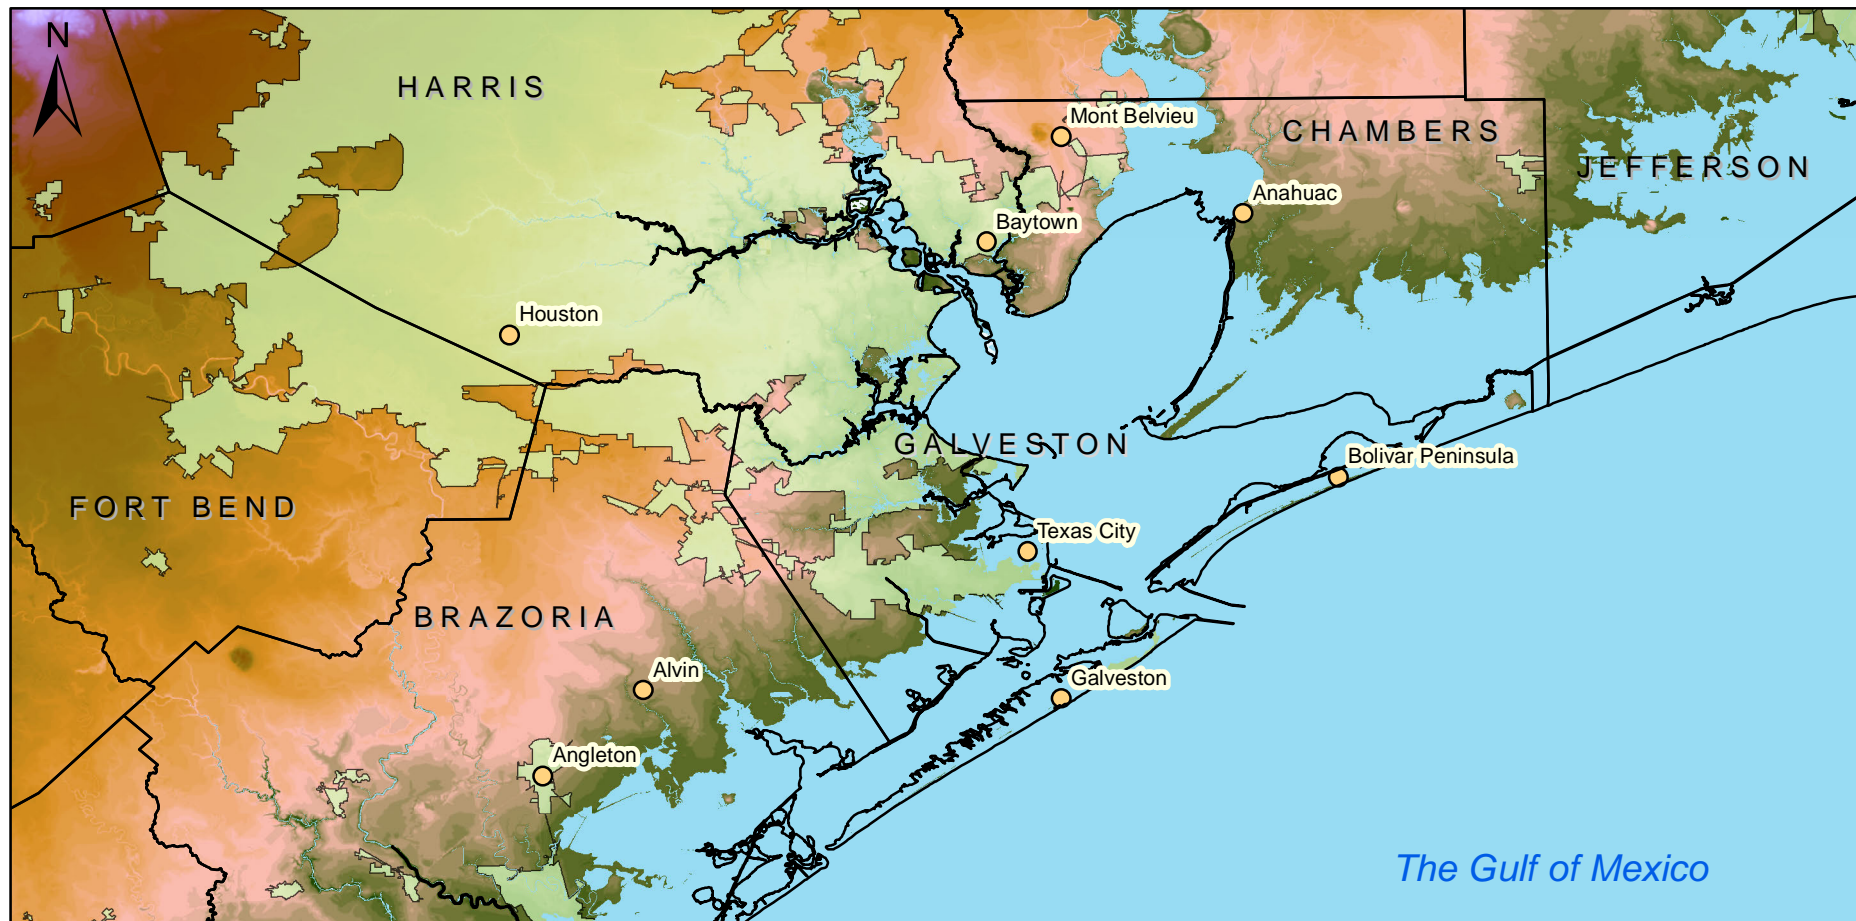 N
HARRIS
Mont Belvieu
CHAMBERS
JEFFERSON
Anahuac
Baytown
Houston
GALVESTON
Bolivar Peninsula
FORT BEND
Texas City
BRAZORIA
Alvin
Galveston
Angleton
The Gulf of Mexico